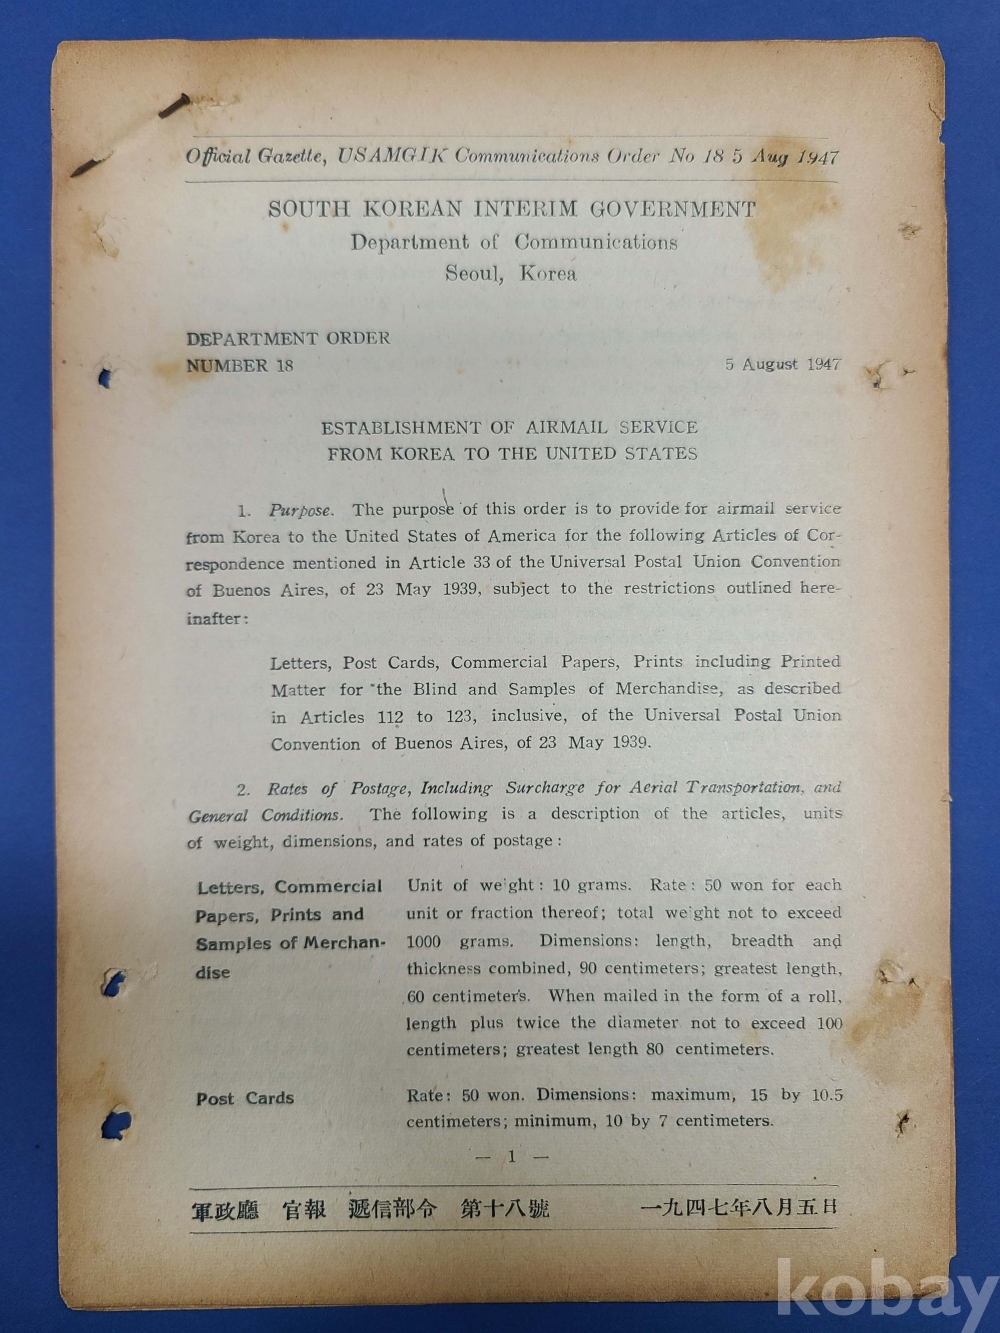 Official Gazette, USAMGIK Communications Order No 18 5 Aug 1947
SOUTH KOREAN INTERIM GOVERNMENT
Department of Communications
Seoul, Korea
DEPARTMENT ORDER
NUMBER 18 5 August 1947
ESTABLISHMENT OF AIRMAIL SERVICE
FROM KOREA TO THE UNITED STATES
1. Purpose. The purpose of this order is to provide for airmail service
from Korea to the United States of America for the following Articles of Cor-
respondence mentioned in Article 33 of the Universal Postal Union Convention
of Buenos Aires, of 23 May 1939, subject to the restrictions outlined here-
inafter:
Letters, Post Cards, Commercial Papers, Prints including Printed
Matter for the Blind and Samples of Merchandise, as described
in Articles 112 to 123, inclusive, of the Universal Postal Union
Convention of Buenos Aires, of 23 May 1939.
2. Rates of Postage, Including Surcharge for Aerial Transportation, and
General Conditions. The following is a description of the articles, units
of weight, dimensions, and rates of postage:
Letters, Commercial
Papers, Prints and
Samples of Merchan-
dise
Unit of weight: 10 grams. Rate: 50 won for each
unit or fraction thereof; total weight not to exceed
1000 grams. Dimensions: length, breadth and
thickness combined, 90 centimeters; greatest length,
60 centimeters. When mailed in the form of a roll,
length plus twice the diameter not to exceed 100
centimeters; greatest length 80 centimeters.
Post Cards
Rate: 50 won. Dimensions: maximum, 15 by 10.5
centimeters; minimum, 10 by 7 centimeters.
— 1 —
軍政廳 官報 遞信部令 第十八號 一九四七年八月五日
kobay